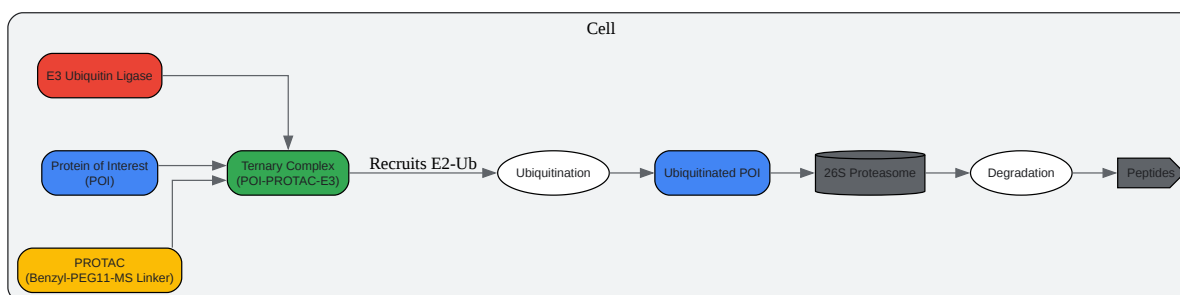 Cell
E3 Ubiquitin Ligase
Protein of Interest
(POI)
PROTAC
(Benzyl-PEG11-MS Linker)
Ternary Complex
(POI-PROTAC-E3)
Recruits E2-Ub
Ubiquitination
Ubiquitinated POI
26S Proteasome
Degradation
Peptides